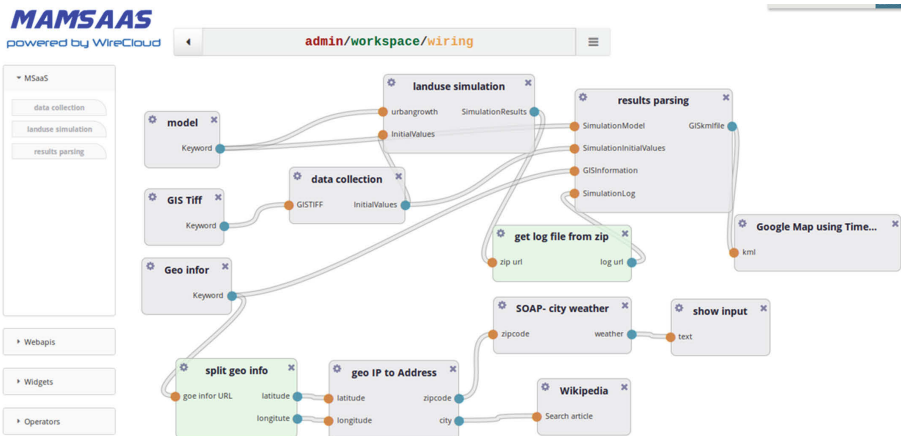 MAMSAAS
powered by WireCloud
admin/workspace/wiring
MSaaS
data collection
landuse simulation
results parsing
Webapis
Widgets
Operators
model
Keyword
GIS Tiff
Keyword
Geo infor
Keyword
data collection
GISTIFF InitialValues
landuse simulation
urbangrowth SimulationResults
InitialValues
results parsing
SimulationModel GISkmlfile
SimulationInitialValues
GISinformation
SimulationLog
get log file from zip
zip url log url
Google Map using Time...
kml
SOAP- city weather
zipcode weather
show input
text
split geo info
goe infor URL latitude
longitute
geo IP to Address
latitude zipcode
longitude city
Wikipedia
Search article